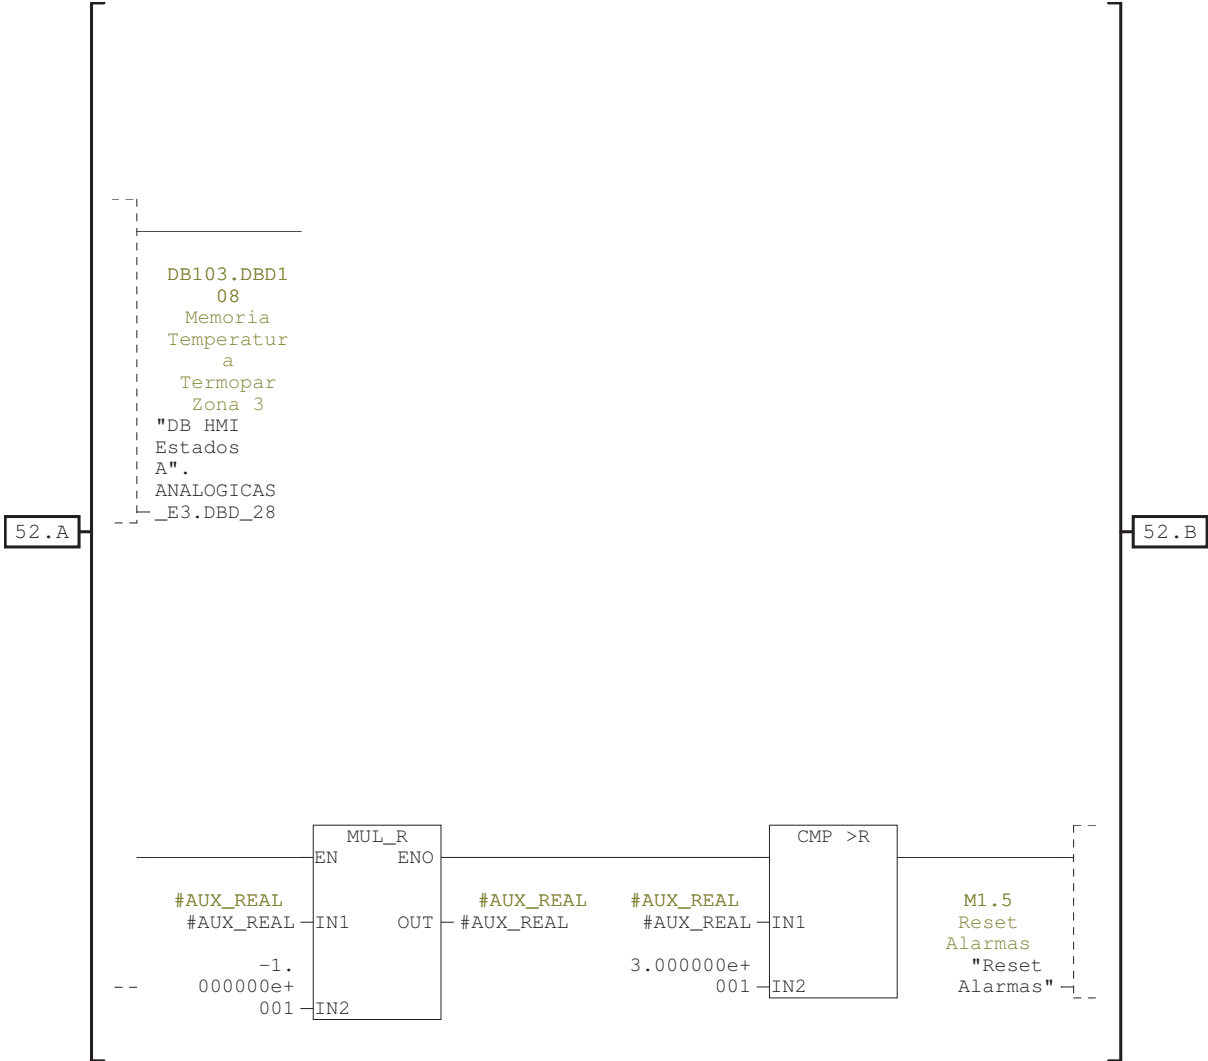 DB103.DBD1
08
Memoria
Temperatur
a
Termopar
Zona 3
"DB HMI
Estados
A".
ANALOGICAS
_E3.DBD_28
52.A
52.B
MUL_R
EN ENO
#AUX_REAL
#AUX_REAL IN1
-1.
000000e+
001 IN2
OUT
#AUX_REAL
#AUX_REAL
CMP >R
#AUX_REAL
#AUX_REAL IN1
3.000000e+
001 IN2
M1.5
Reset
Alarmas
"Reset
Alarmas"